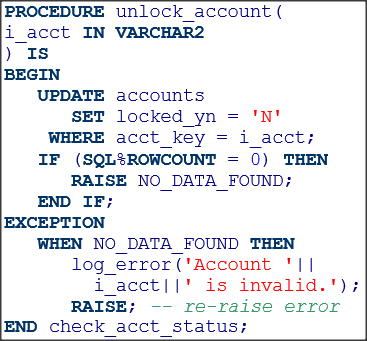 PROCEDURE unlock_account(
i_acct IN VARCHAR2
) IS
BEGIN
   UPDATE accounts
      SET locked_yn = 'N'
    WHERE acct_key = i_acct;
   IF (SQL%ROWCOUNT = 0) THEN
      RAISE NO_DATA_FOUND;
   END IF;
EXCEPTION
   WHEN NO_DATA_FOUND THEN
      log_error('Account '||
        i_acct||' is invalid.');
      RAISE; -- re-raise error
END check_acct_status;